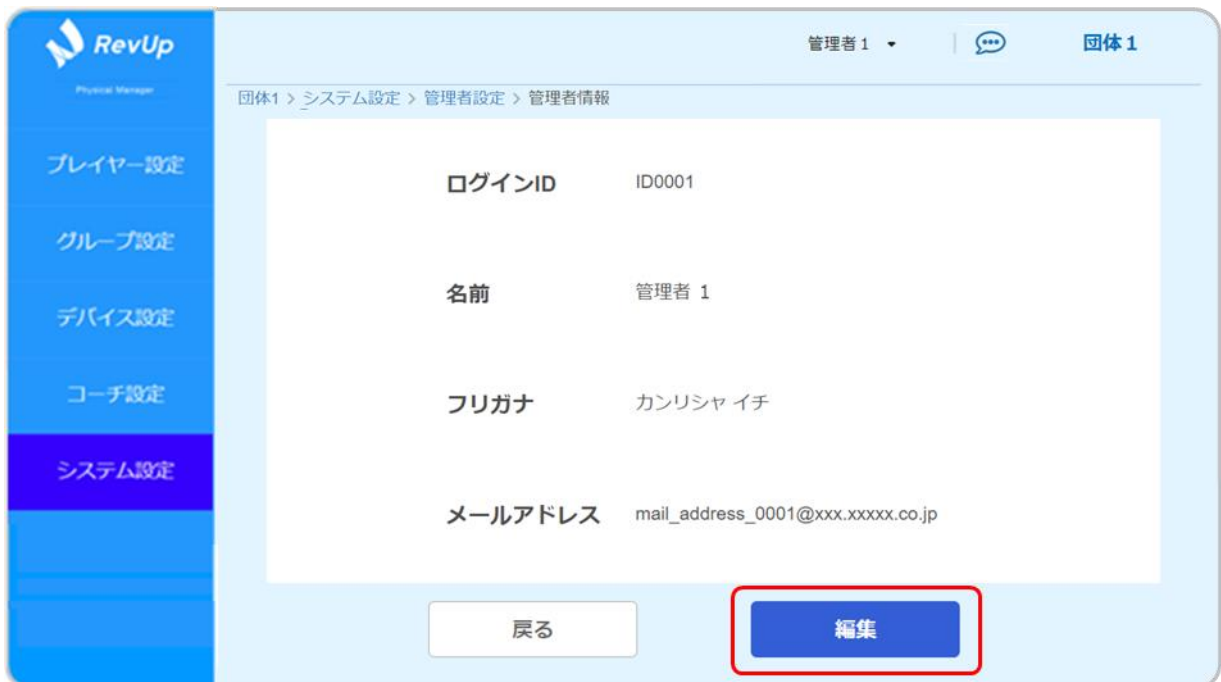 RevUp
Physical Manager
管理者1
団体1
団体1 > システム設定 > 管理者設定 > 管理者情報
プレイヤー設定
グループ設定
デバイス設定
コーチ設定
システム設定
ログインID ID0001
名前 管理者 1
フリガナ カンリシャ イチ
メールアドレス mail_address_0001@xxx.xxxxx.co.jp
戻る
編集